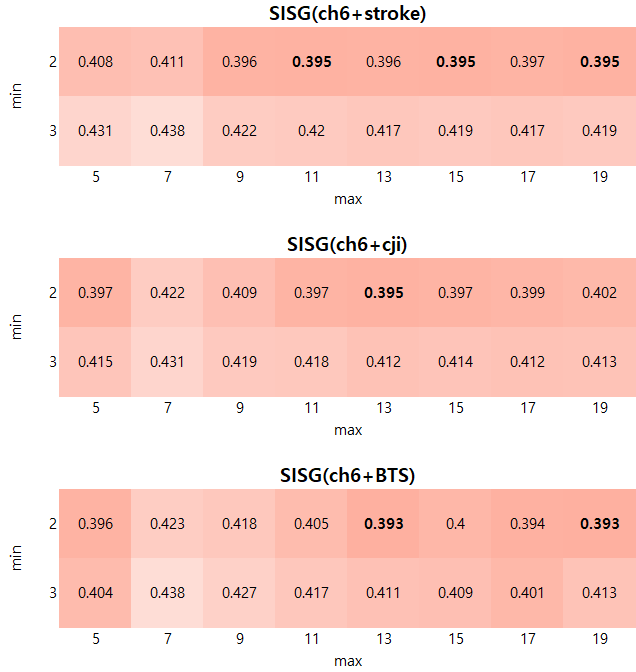 SISG(ch6+stroke)
min
2 0.408 0.411 0.396 0.395 0.396 0.395 0.397 0.395
3 0.431 0.438 0.422 0.42 0.417 0.419 0.417 0.419
5 7 9 11 13 15 17 19
max
SISG(ch6+cji)
min
2 0.397 0.422 0.409 0.397 0.395 0.397 0.399 0.402
3 0.415 0.431 0.419 0.418 0.412 0.414 0.412 0.413
5 7 9 11 13 15 17 19
max
SISG(ch6+BTS)
min
2 0.396 0.423 0.418 0.405 0.393 0.4 0.394 0.393
3 0.404 0.438 0.427 0.417 0.411 0.409 0.401 0.413
5 7 9 11 13 15 17 19
max